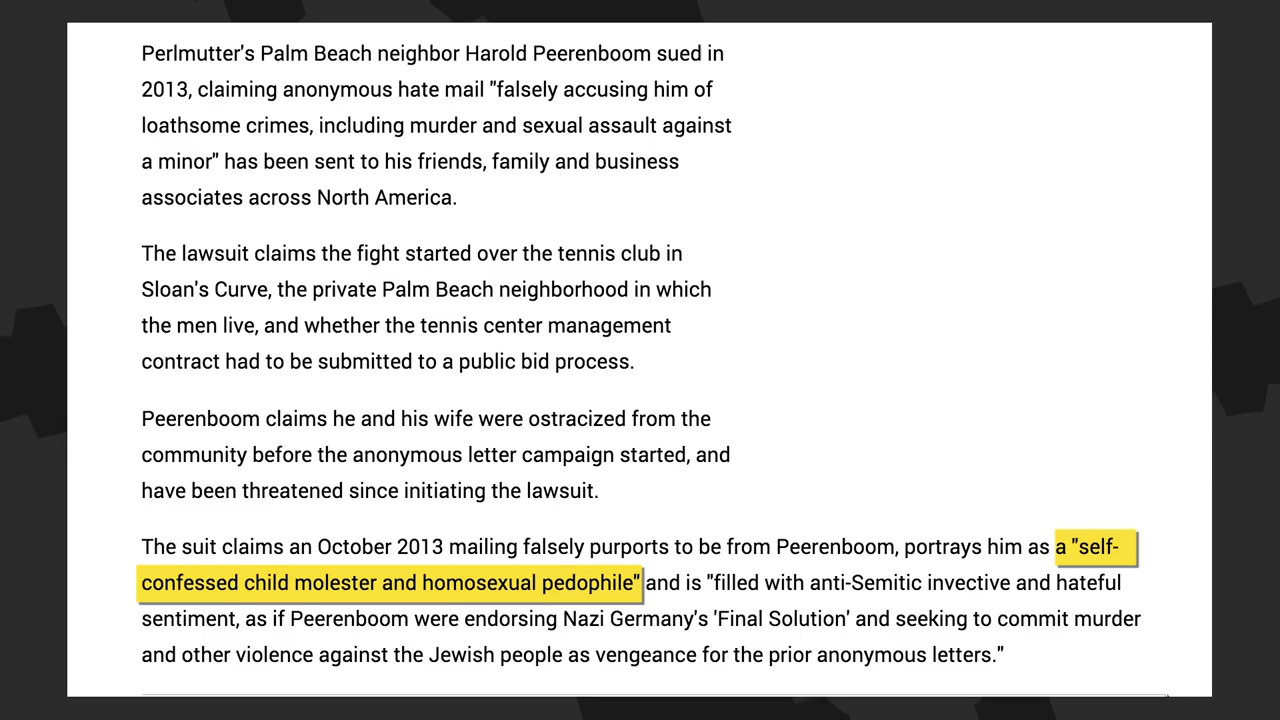 Perlmutter's Palm Beach neighbor Harold Peerenboom sued in
2013, claiming anonymous hate mail "falsely accusing him of
loathsome crimes, including murder and sexual assault against
a minor" has been sent to his friends, family and business
associates across North America.
The lawsuit claims the fight started over the tennis club in
Sloan's Curve, the private Palm Beach neighborhood in which
the men live, and whether the tennis center management
contract had to be submitted to a public bid process.
Peerenboom claims he and his wife were ostracized from the
community before the anonymous letter campaign started, and
have been threatened since initiating the lawsuit.
The suit claims an October 2013 mailing falsely purports to be from Peerenboom, portrays him as a "self-
confessed child molester and homosexual pedophile" and is "filled with anti-Semitic invective and hateful
sentiment, as if Peerenboom were endorsing Nazi Germany's 'Final Solution' and seeking to commit murder
and other violence against the Jewish people as vengeance for the prior anonymous letters."